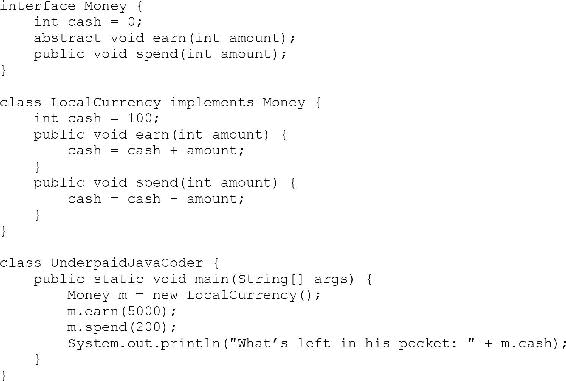 interface Money {
    int cash = 0;
    abstract void earn(int amount);
    public void spend(int amount);
}
class LocalCurrency implements Money {
    int cash = 100;
    public void earn(int amount) {
        cash = cash + amount;
    }
    public void spend(int amount) {
        cash = cash - amount;
    }
}
class UnderpaidJavaCoder {
    public static void main(String[] args) {
        Money m = new LocalCurrency();
        m.earn(5000);
        m.spend(200);
        System.out.println("What's left in his pocket: " + m.cash);
    }
}